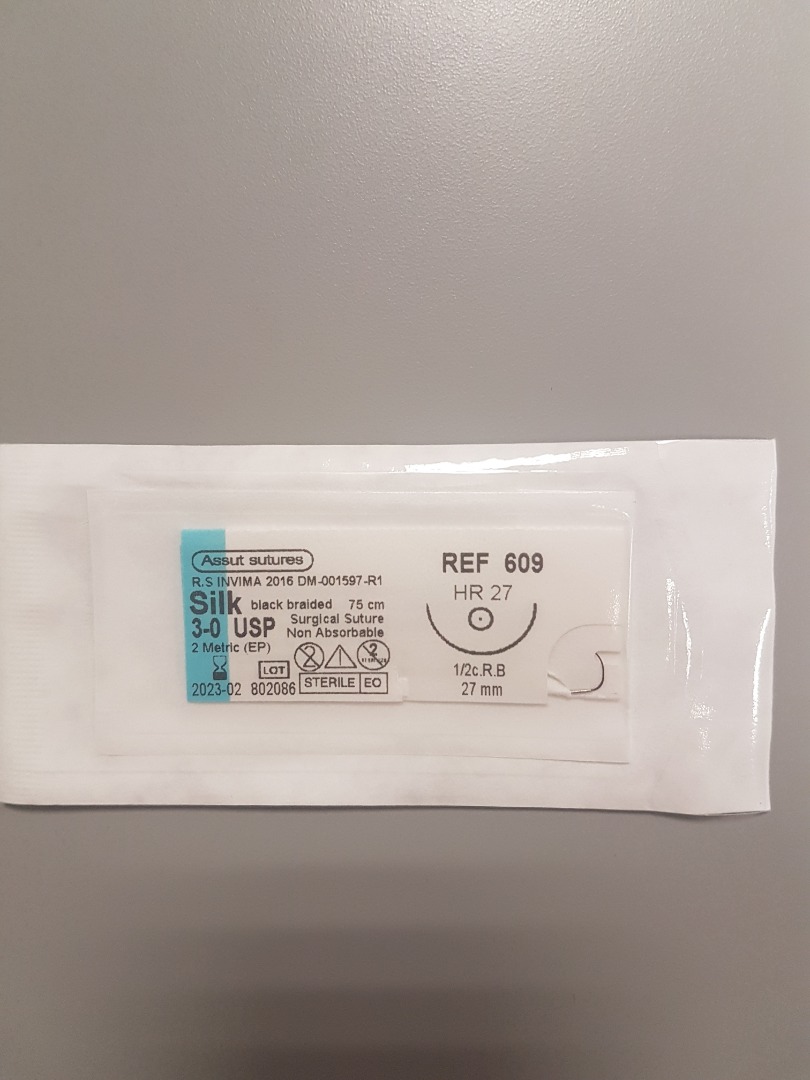 Assut sutures
R.S INVIMA 2016 DM-001597-R1
Silk black braided 75 cm
3-0 USP Surgical Suture
Non Absorbable
2 Metric (EP)
LOT
2
2023-02 802086 STERILE EO
REF 609
HR 27
1/2c.R.B
27 mm